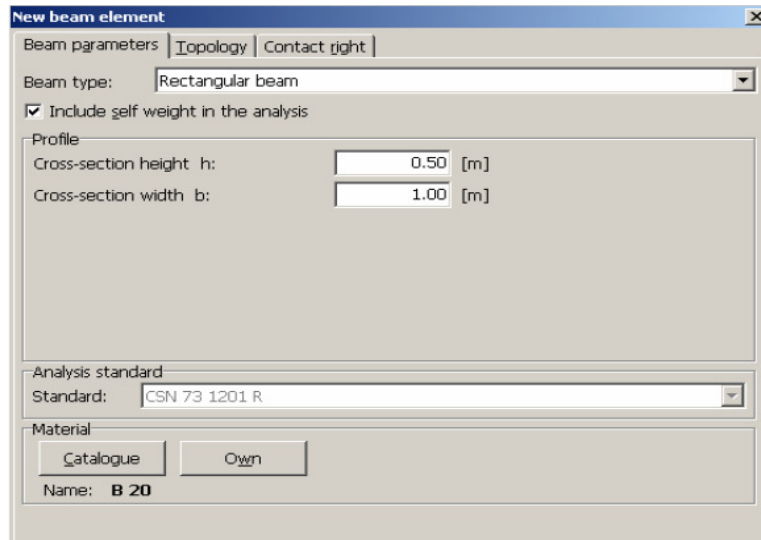 New beam element
Beam parameters Topology Contact right
Beam type: Rectangular beam
Include self weight in the analysis
Profile
Cross-section height h: 0.50 [m]
Cross-section width b: 1.00 [m]
Analysis standard
Standard: CSN 73 1201 R
Material
Catalogue Own
Name: B 20